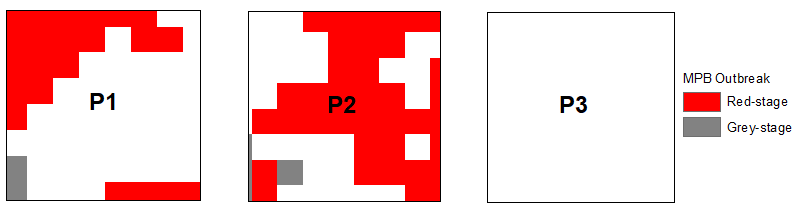 P1
P2
P3
MPB Outbreak
Red-stage
Grey-stage